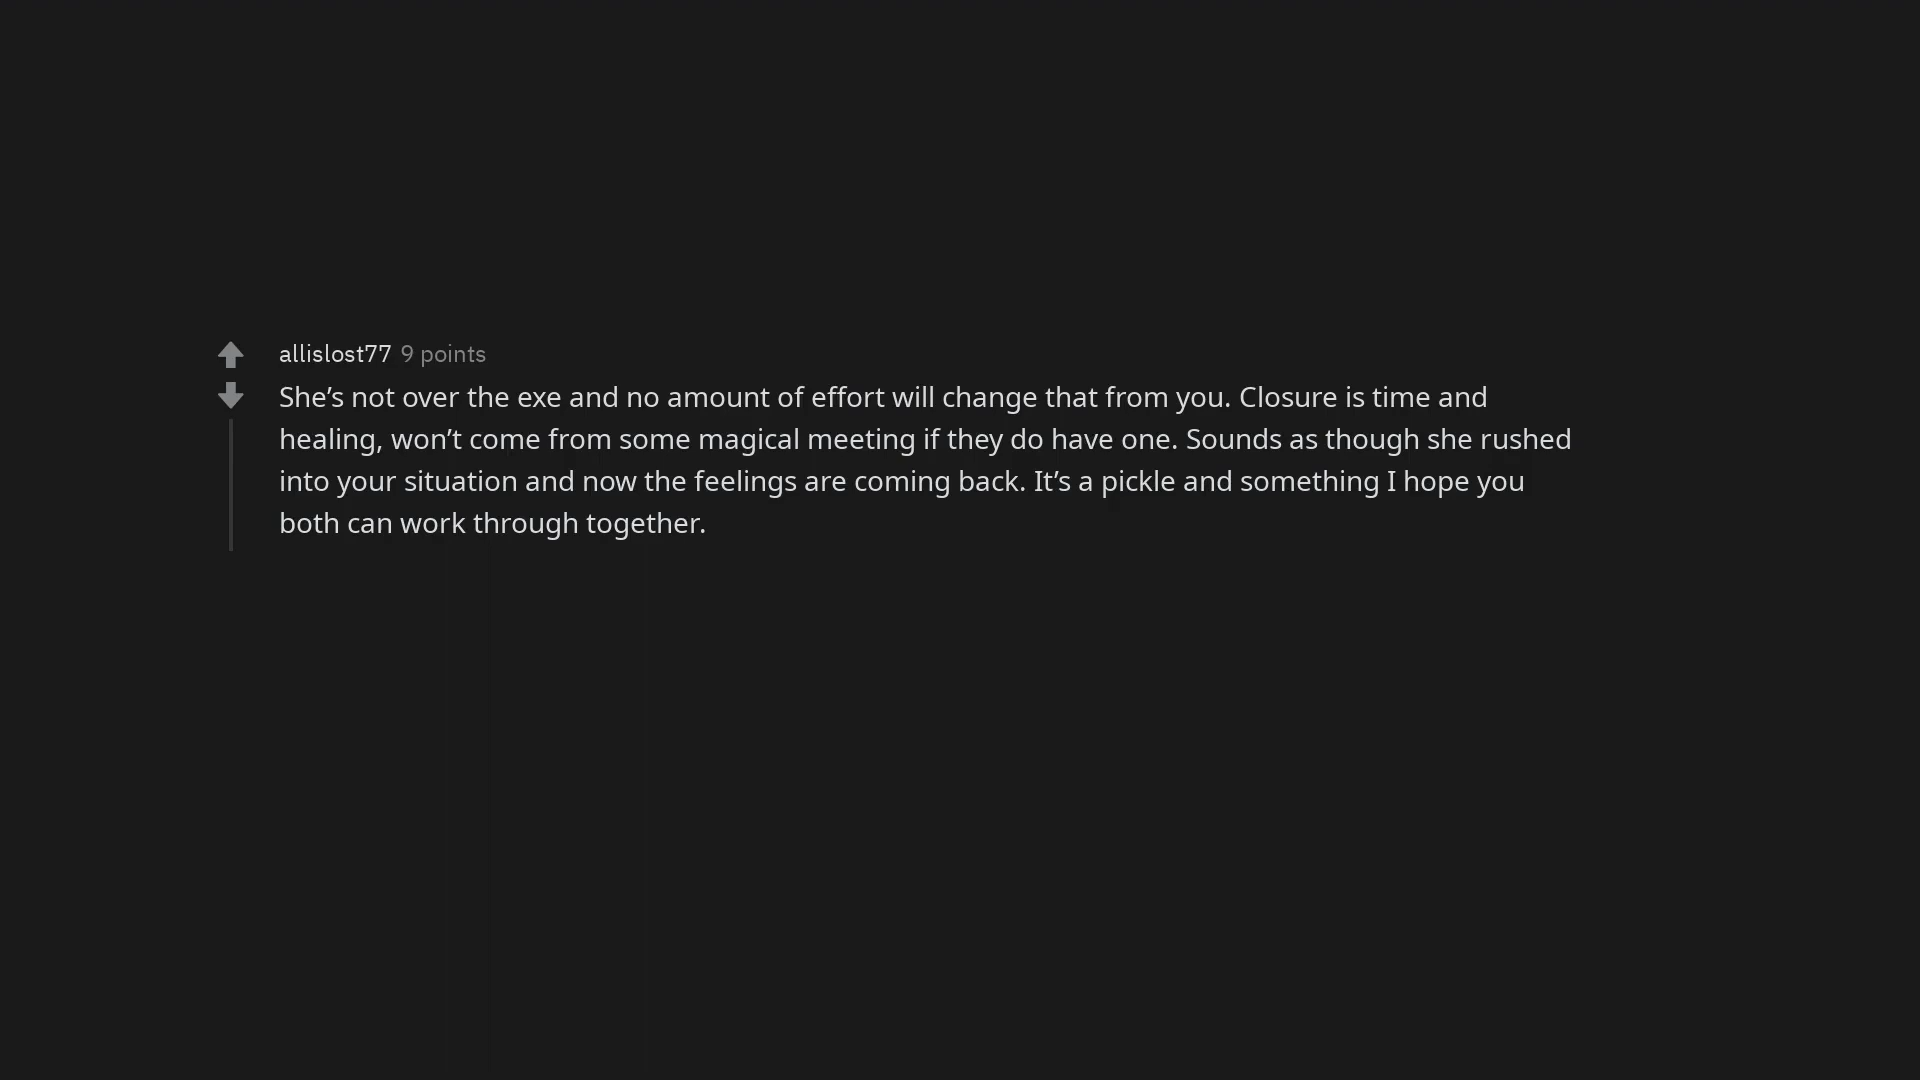 allislost77 9 points
She’s not over the exe and no amount of effort will change that from you. Closure is time and
healing, won’t come from some magical meeting if they do have one. Sounds as though she rushed
into your situation and now the feelings are coming back. It’s a pickle and something I hope you
both can work through together.